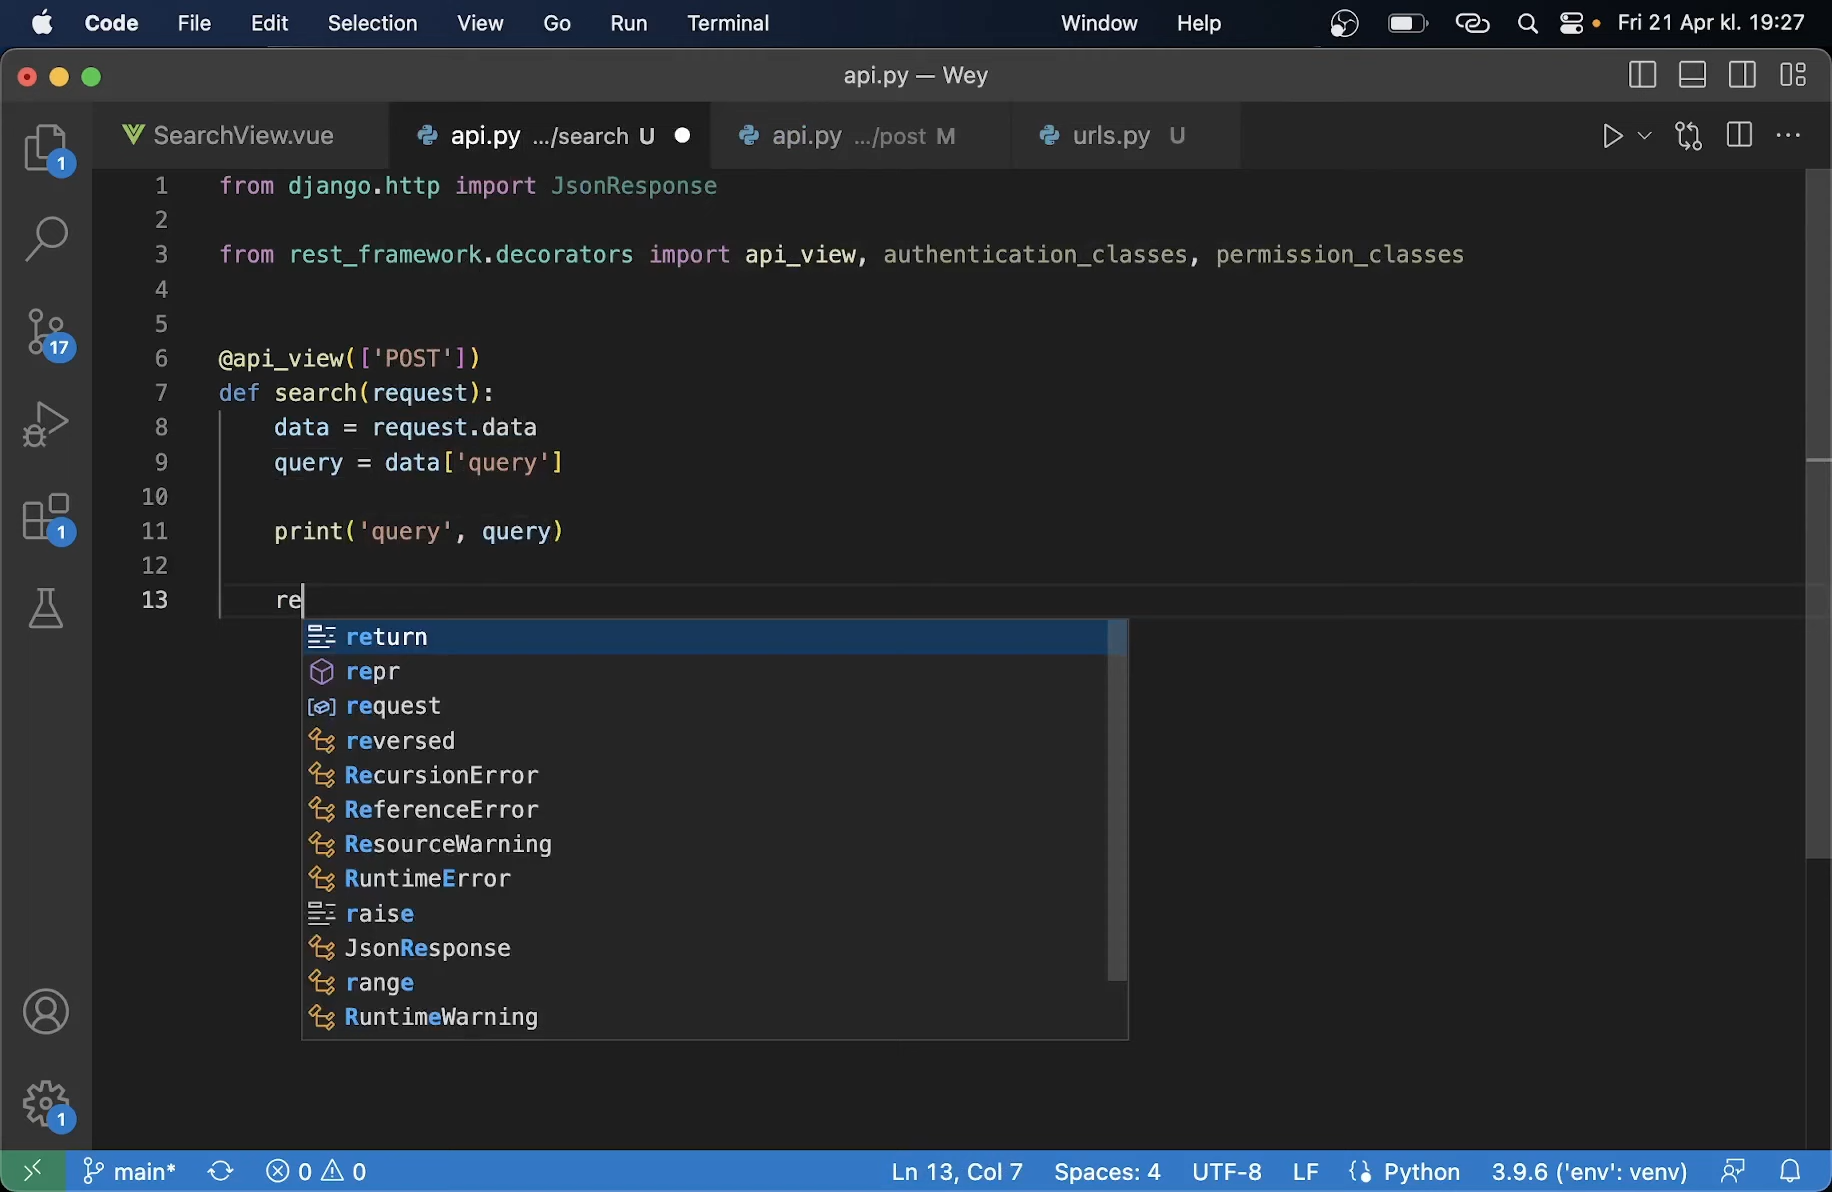 Code File Edit Selection View Go Run Terminal Window Help Fri 21 Apr kl. 19:27
api.py — Wey
SearchView.vue api.py .../search U api.py .../post M urls.py U
1 from django.http import JsonResponse
2
3 from rest_framework.decorators import api_view, authentication_classes, permission_classes
4
5
6 @api_view(['POST'])
7 def search(request):
8 data = request.data
9 query = data['query']
10
11 print('query', query)
12
13 re
return
repr
request
reversed
RecursionError
ReferenceError
ResourceWarning
RuntimeError
raise
JsonResponse
range
RuntimeWarning
1
17
1
1
main* 0 0 Ln 13, Col 7 Spaces: 4 UTF-8 LF Python 3.9.6 ('env': venv)